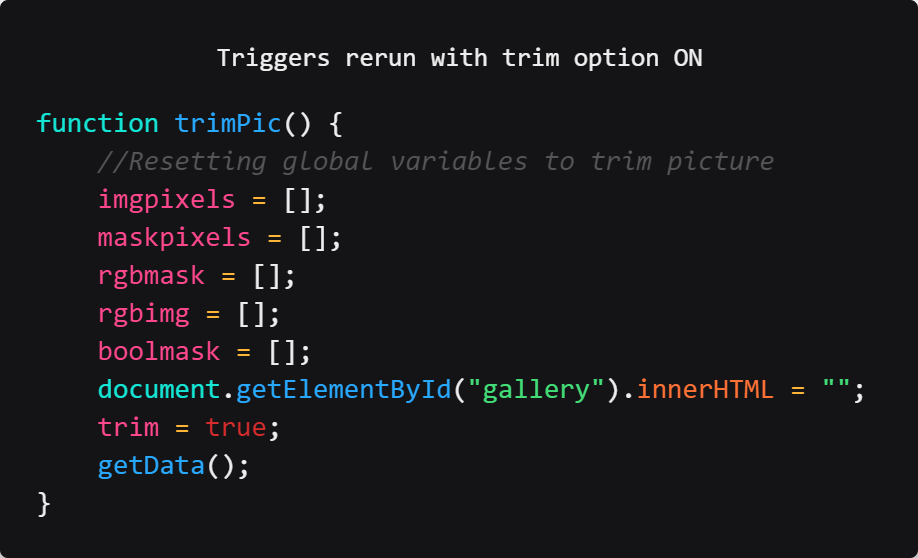 Triggers rerun with trim option ON
function trimPic() {
    //Resetting global variables to trim picture
    imgpixels = [];
    maskpixels = [];
    rgbmask = [];
    rgbimg = [];
    boolmask = [];
    document.getElementById("gallery").innerHTML = "";
    trim = true;
    getData();
}